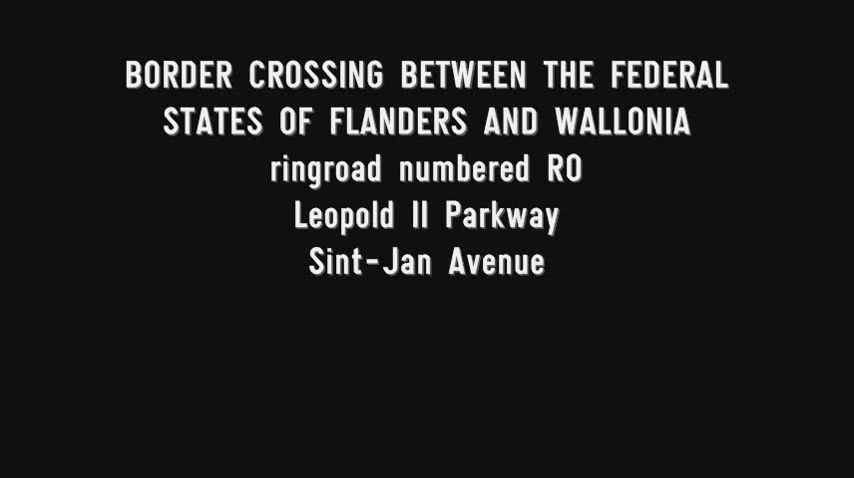 BORDER CROSSING BETWEEN THE FEDERAL
STATES OF FLANDERS AND WALLONIA
ringroad numbered R0
Leopold II Parkway
Sint-Jan Avenue